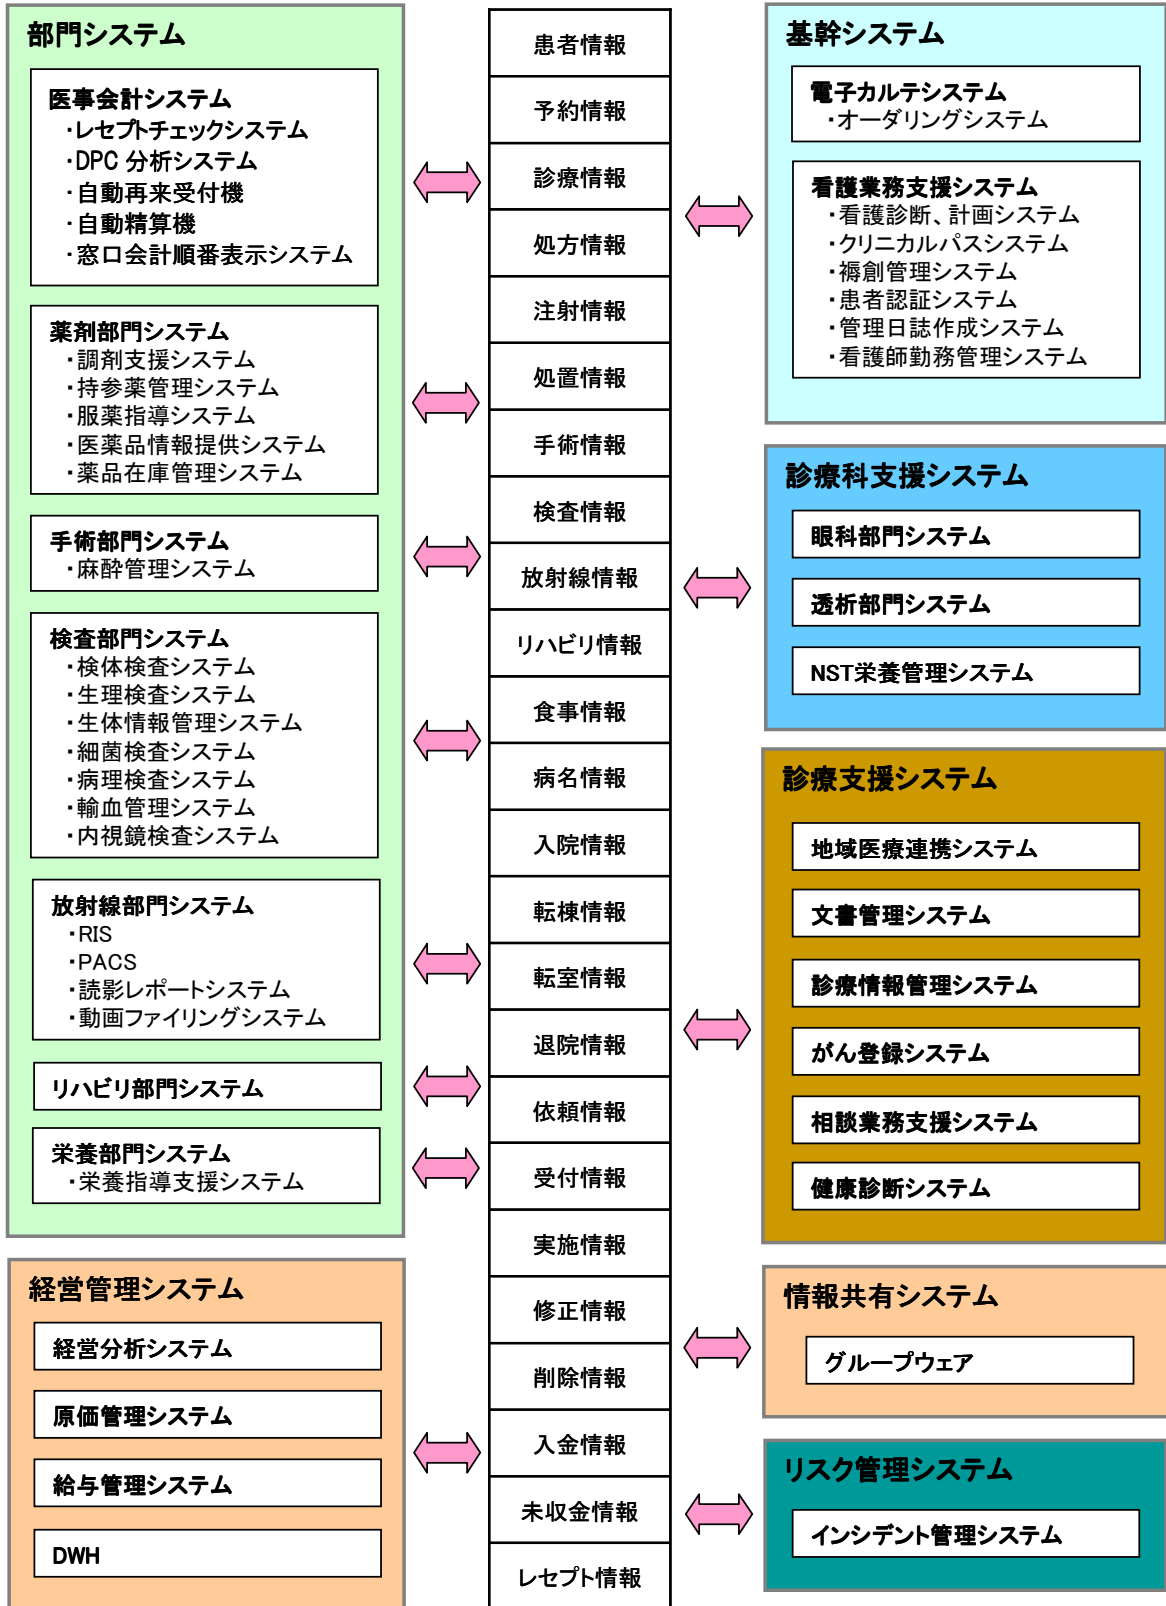 部門システム
医事会計システム
・レセプトチェックシステム
・DPC 分析システム
・自動再来受付機
・自動精算機
・窓口会計順番表示システム
薬剤部門システム
・調剤支援システム
・持参薬管理システム
・服薬指導システム
・医薬品情報提供システム
・薬品在庫管理システム
手術部門システム
・麻酔管理システム
検査部門システム
・検体検査システム
・生理検査システム
・生体情報管理システム
・細菌検査システム
・病理検査システム
・輸血管理システム
・内視鏡検査システム
放射線部門システム
・RIS
・PACS
・読影レポートシステム
・動画ファイリングシステム
リハビリ部門システム
栄養部門システム
・栄養指導支援システム
経営管理システム
経営分析システム
原価管理システム
給与管理システム
DWH
患者情報
予約情報
診療情報
処方情報
注射情報
処置情報
手術情報
検査情報
放射線情報
リハビリ情報
食事情報
病名情報
入院情報
転棟情報
転室情報
退院情報
依頼情報
受付情報
実施情報
修正情報
削除情報
入金情報
未収金情報
レセプト情報
基幹システム
電子カルテシステム
・オーダリングシステム
看護業務支援システム
・看護診断、計画システム
・クリニカルパスシステム
・褥創管理システム
・患者認証システム
・管理日誌作成システム
・看護師勤務管理システム
診療科支援システム
眼科部門システム
透析部門システム
NST栄養管理システム
診療支援システム
地域医療連携システム
文書管理システム
診療情報管理システム
がん登録システム
相談業務支援システム
健康診断システム
情報共有システム
グループウェア
リスク管理システム
インシデント管理システム